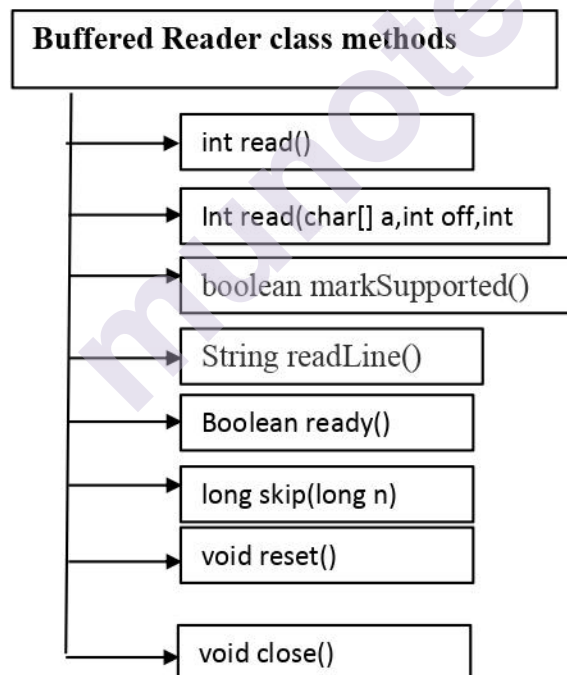 Buffered Reader class methods
int read()
Int read(char[] a,int off,int
boolean markSupported()
String readLine()
Boolean ready()
long skip(long n)
void reset()
void close()
munote